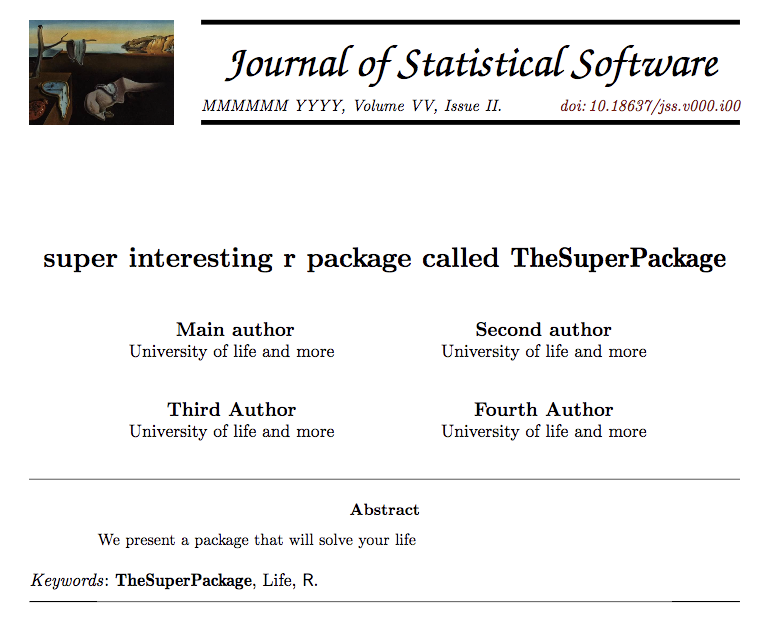 Journal of Statistical Software
MMMMMM YYYY, Volume VV, Issue II. doi: 10.18637/jss.v000.i00
super interesting r package called TheSuperPackage
Main author Second author
University of life and more University of life and more
Third Author Fourth Author
University of life and more University of life and more
Abstract
We present a package that will solve your life
Keywords: TheSuperPackage, Life, R.